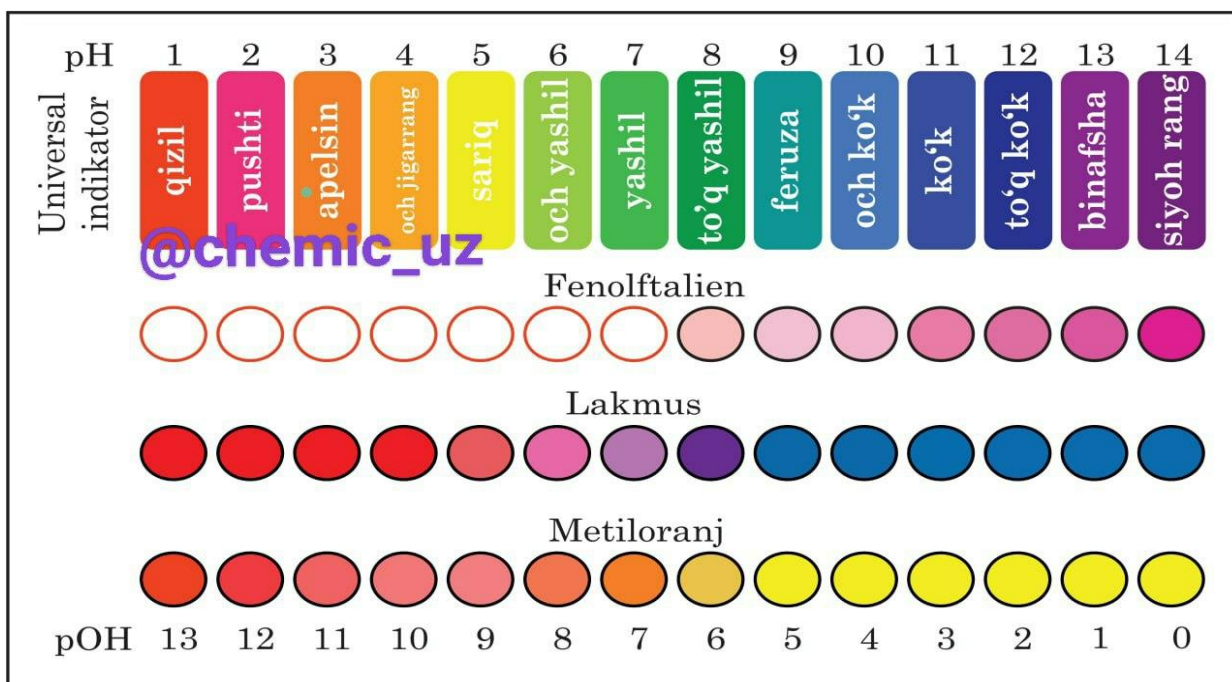 pH 1 2 3 4 5 6 7 8 9 10 11 12 13 14
Universal
indikator
qizil
pushti
apelsin
och jigarrang
sariq
och yashil
yashil
to’q yashil
feruza
och ko‘k
ko‘k
to‘q ko‘k
binafsha
siyoh rang
@chemic_uz
Fenolftalien
Lakmus
Metiloranj
pOH 13 12 11 10 9 8 7 6 5 4 3 2 1 0